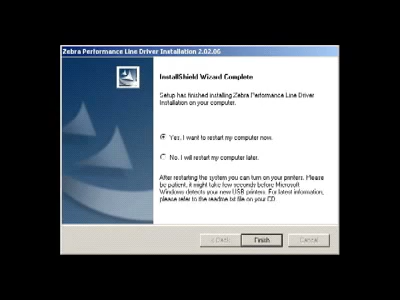 Zebra Performance Line Driver Installation 2.02.06
InstallShield Wizard Complete
Setup has finished installing Zebra Performance Line Driver
Installation on your computer.
Yes, I want to restart my computer now.
No, I will restart my computer later.
After restarting the system you can turn on your printers. Please
be patient, it might take few seconds before Microsoft
Windows detects your new USB printers. For latest information,
please refer to the readme.txt file on your CD.
< Back
Finish
Cancel